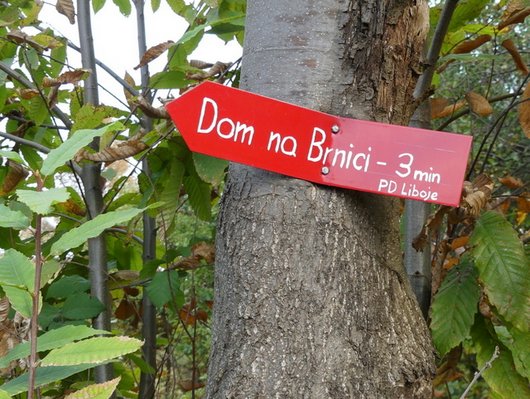 Dom na Brnici - 3 min
PD Liboje